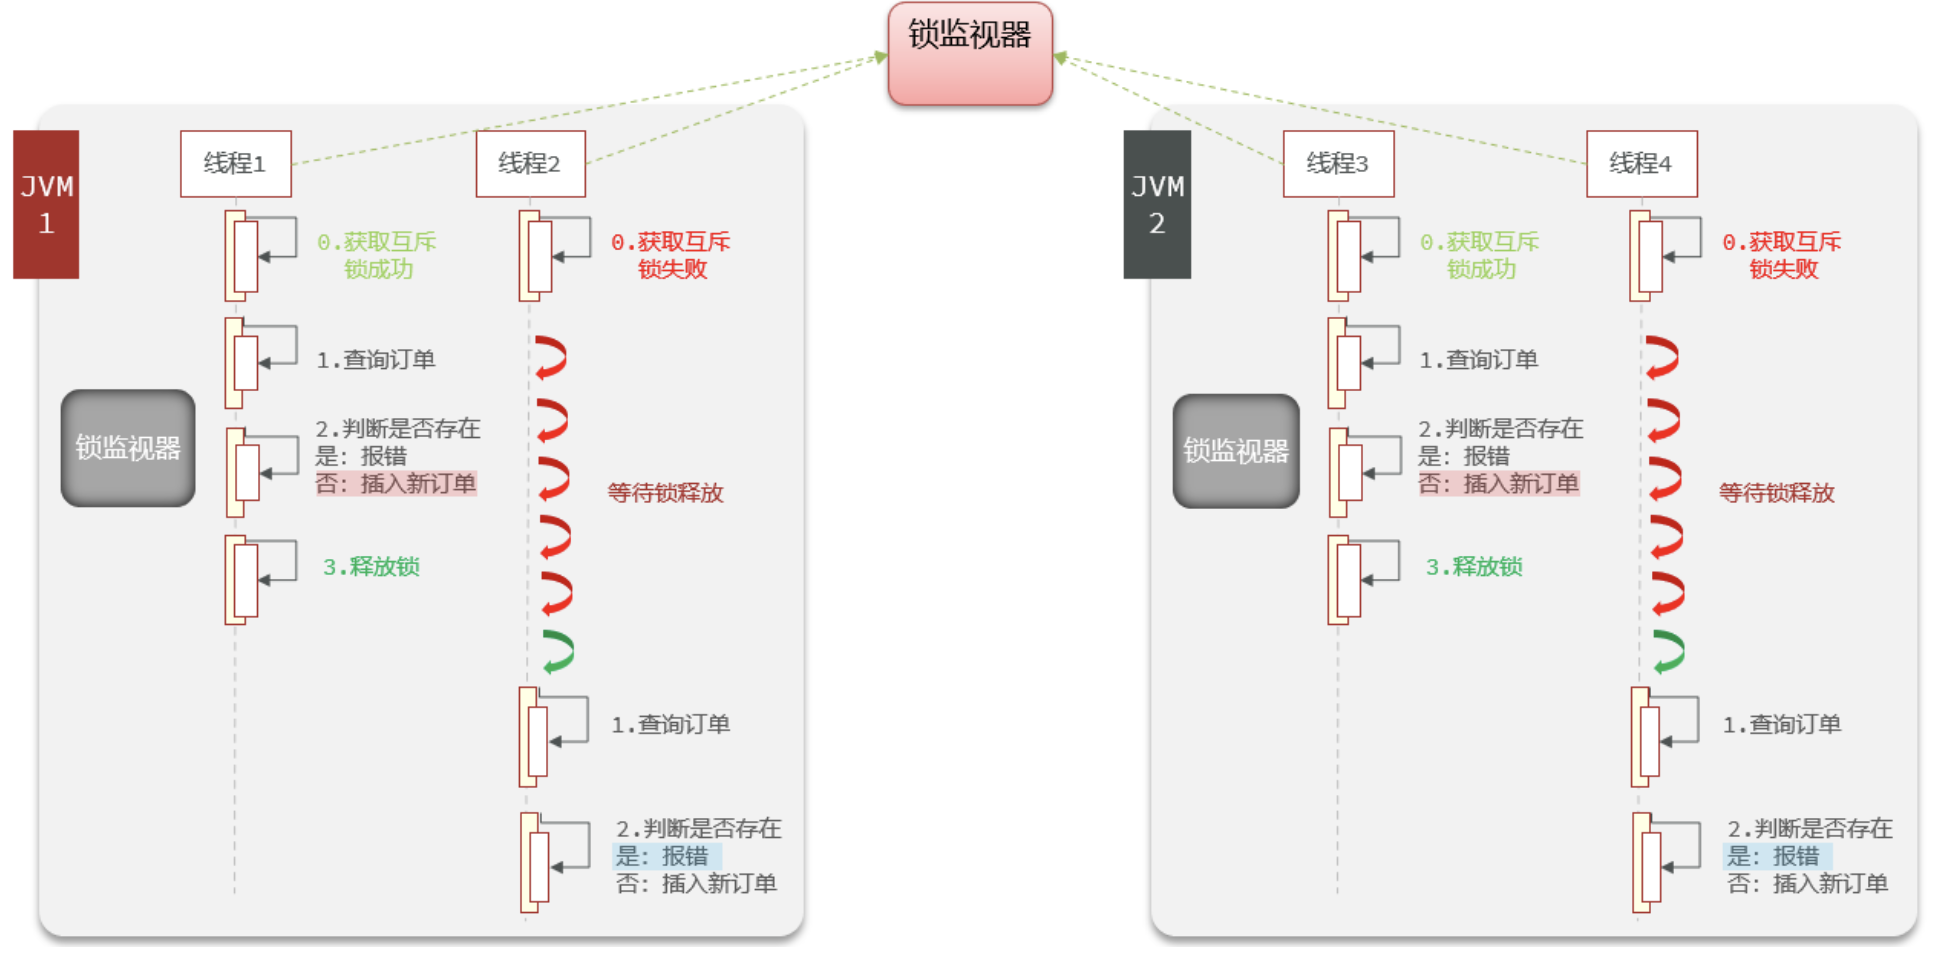 锁监视器
JVM
1
线程1
线程2
0.获取互斥
锁成功
0.获取互斥
锁失败
1.查询订单
锁监视器
2.判断是否存在
是：报错
否：插入新订单
等待锁释放
3.释放锁
1.查询订单
2.判断是否存在
是：报错
否：插入新订单
JVM
2
线程3
线程4
0.获取互斥
锁成功
0.获取互斥
锁失败
1.查询订单
锁监视器
2.判断是否存在
是：报错
否：插入新订单
等待锁释放
3.释放锁
1.查询订单
2.判断是否存在
是：报错
否：插入新订单